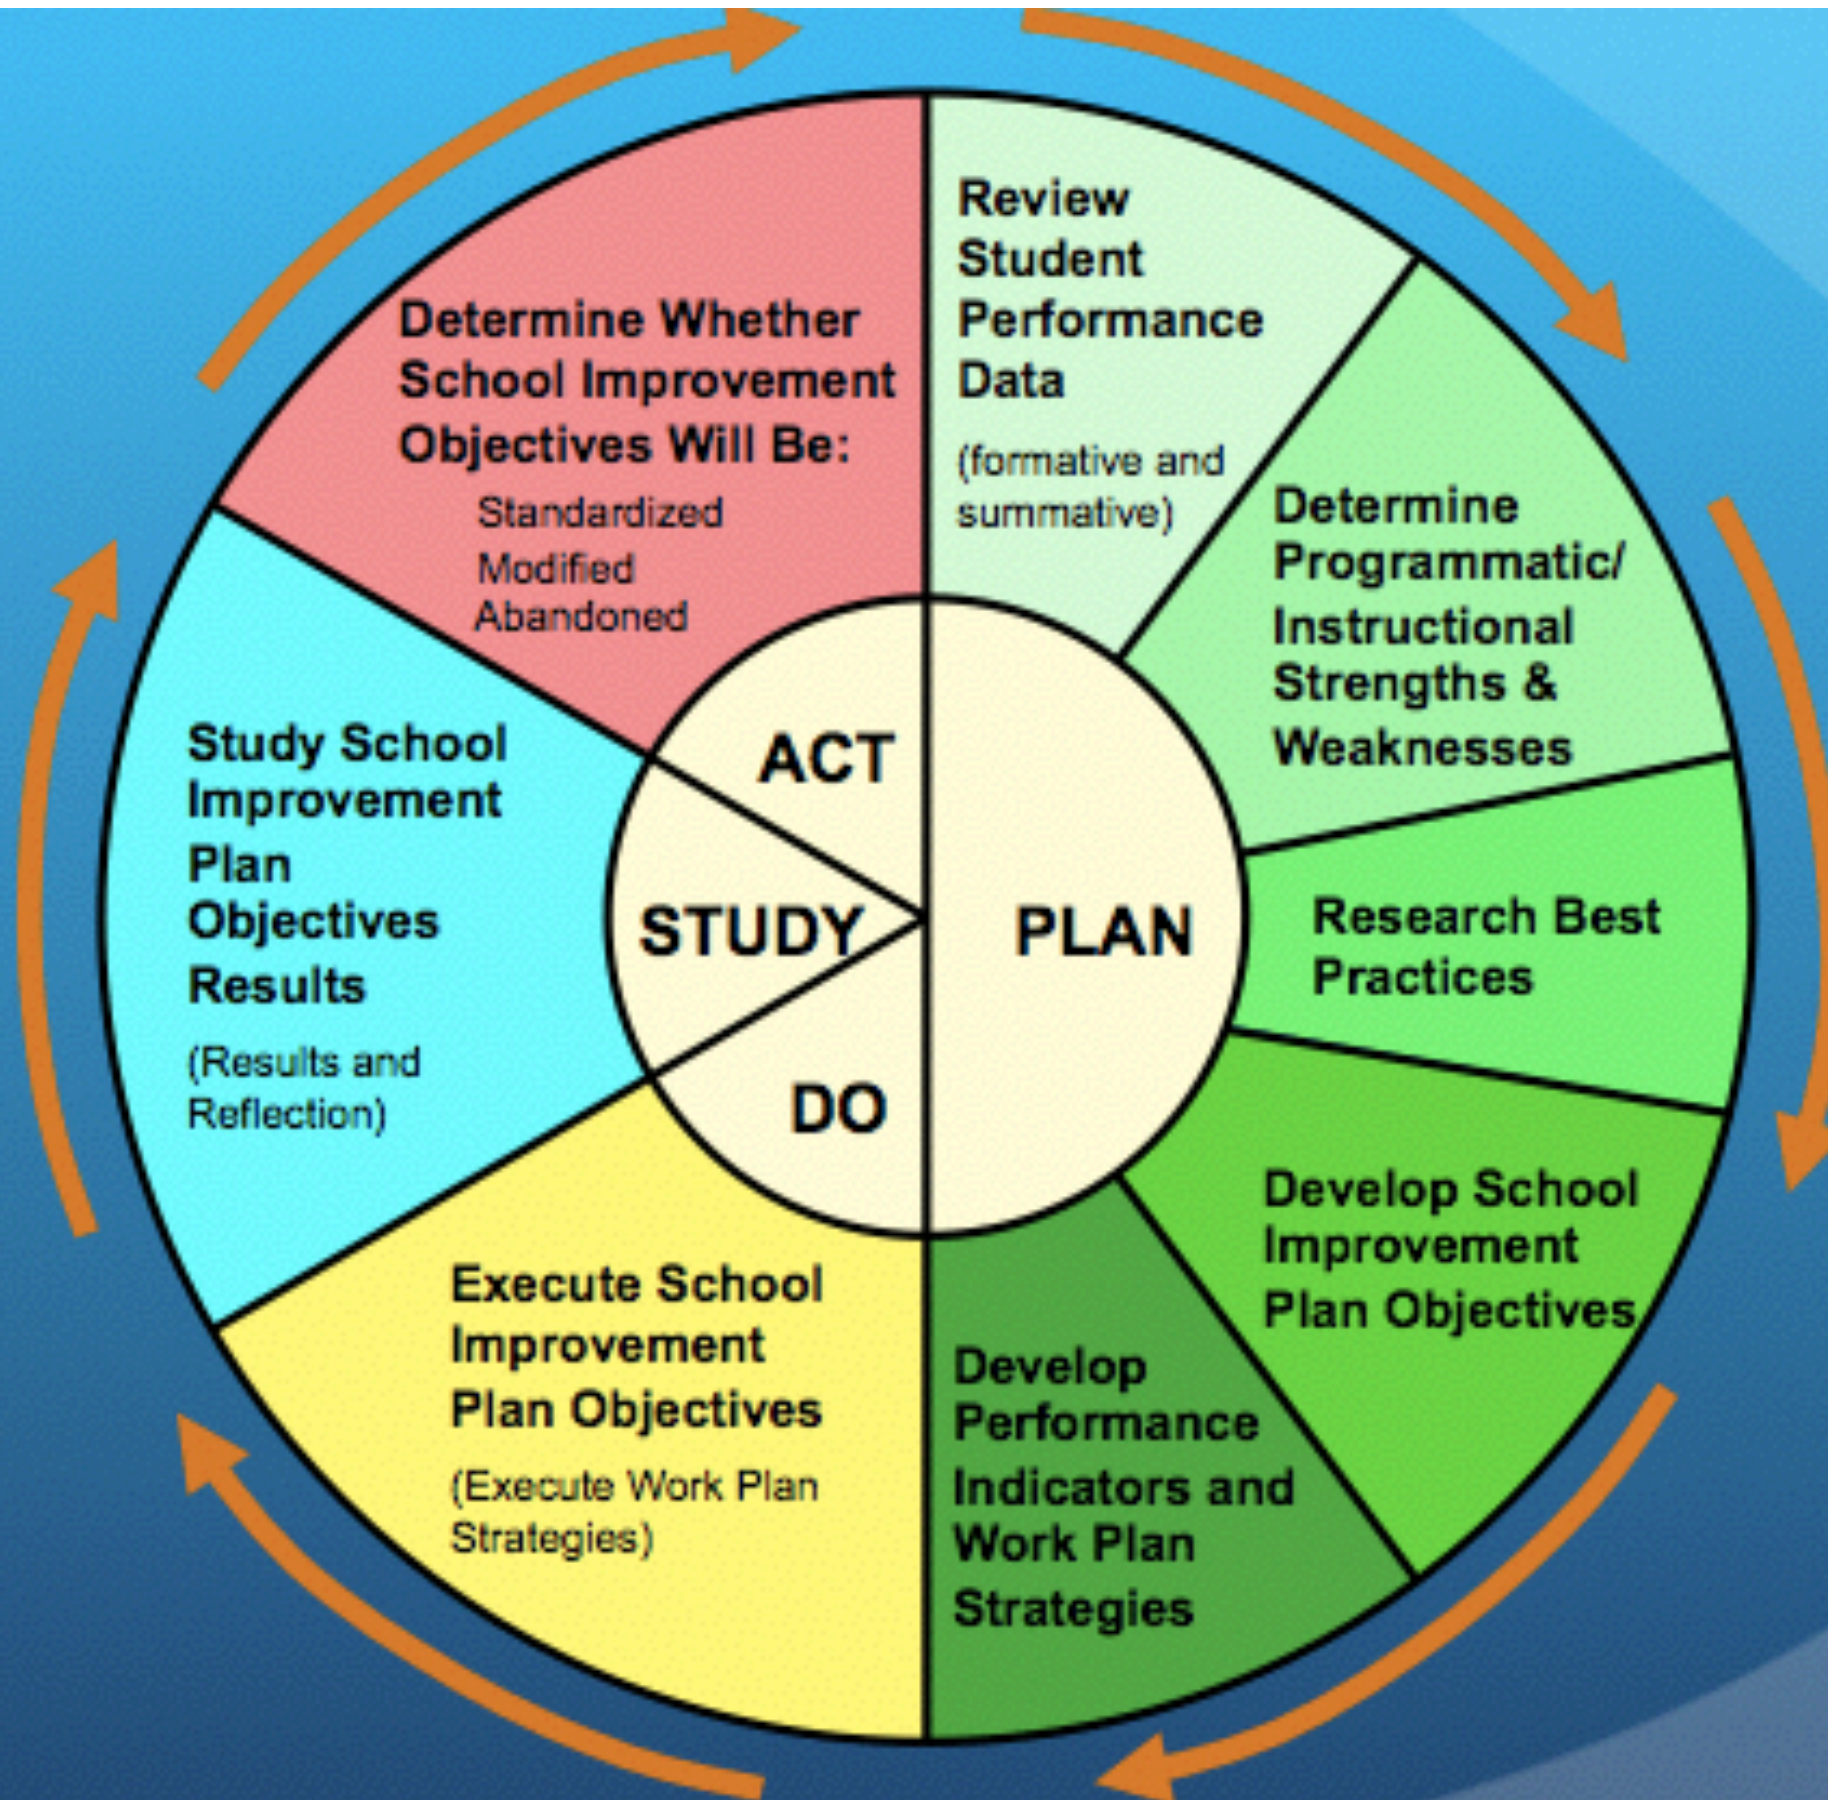 Review
Student
Performance
Data
(formative and
summative)
Determine
Programmatic/
Instructional
Strengths &
Weaknesses
Research Best
Practices
Develop School
Improvement
Plan Objectives
Develop
Performance
Indicators and
Work Plan
Strategies
Execute School
Improvement
Plan Objectives
(Execute Work Plan
Strategies)
Study School
Improvement
Plan
Objectives
Results
(Results and
Reflection)
Determine Whether
School Improvement
Objectives Will Be:
Standardized
Modified
Abandoned
ACT
STUDY
PLAN
DO